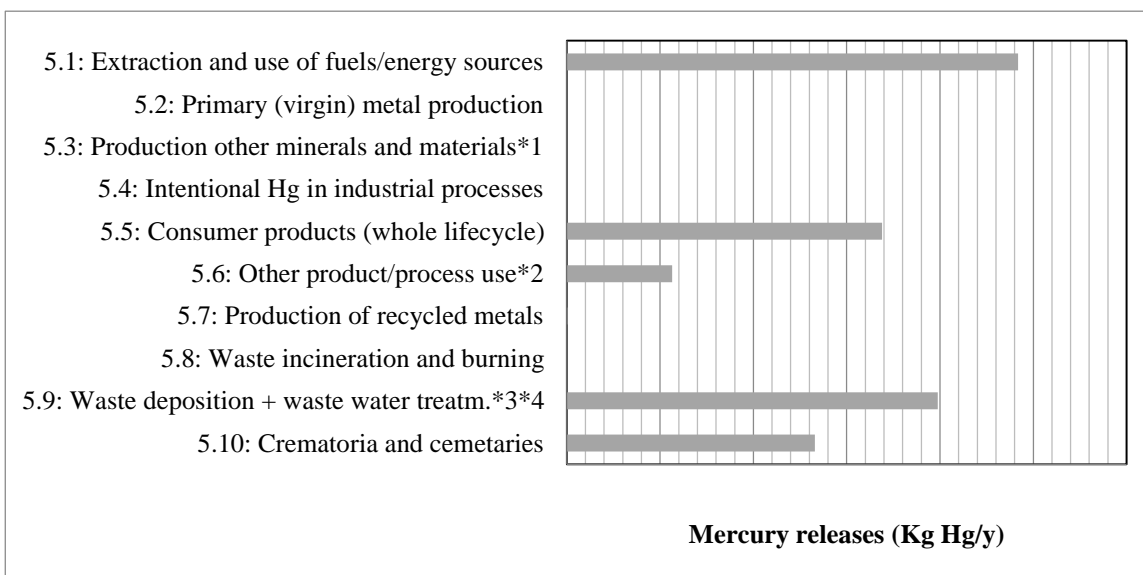 5.1: Extraction and use of fuels/energy sources
5.2: Primary (virgin) metal production
5.3: Production other minerals and materials*1
5.4: Intentional Hg in industrial processes
5.5: Consumer products (whole lifecycle)
5.6: Other product/process use*2
5.7: Production of recycled metals
5.8: Waste incineration and burning
5.9: Waste deposition + waste water treatm.*3*4
5.10: Crematoria and cemetaries
Mercury releases (Kg Hg/y)